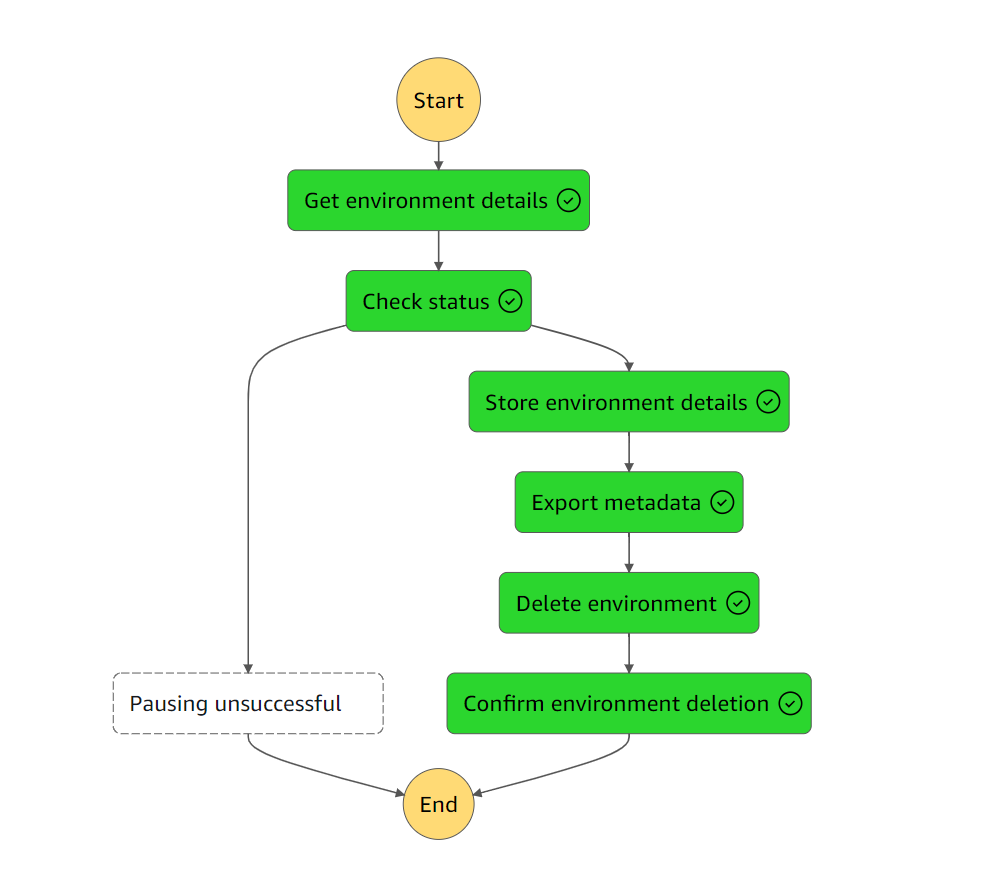 Start
Get environment details
Check status
Store environment details
Export metadata
Delete environment
Pausing unsuccessful
Confirm environment deletion
End